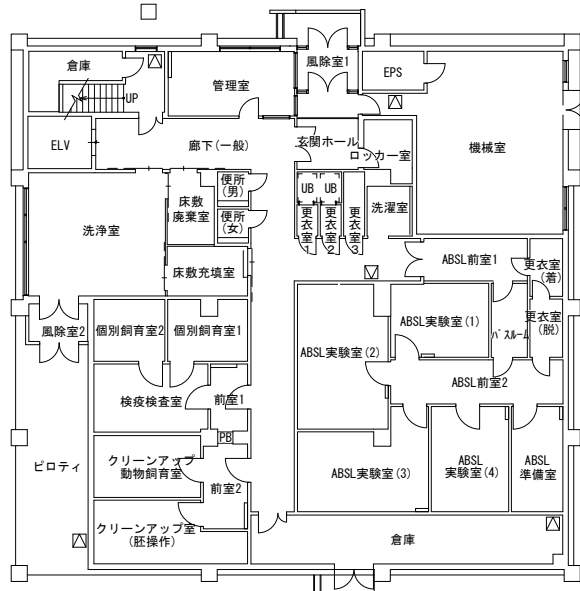 倉庫
UP
ELV
管理室
風除室1
EPS
機械室
廊下(一般)
玄関ホール
ロッカー室
洗浄室
床敷
廃棄室
便所
(男)
便所
(女)
UB
UB
更衣室1
更衣室2
更衣室3
洗濯室
床敷充填室
ABSL前室1
更衣室
(着)
風除室2
個別飼育室2
個別飼育室1
ABSL実験室(1)
ABSL実験室(2)
バスルーム
更衣室
(脱)
検疫検査室
前室1
ABSL前室2
PB
ピロティ
クリーンアップ
動物飼育室
前室2
ABSL実験室(3)
ABSL
実験室(4)
ABSL
準備室
クリーンアップ室
(胚操作)
倉庫